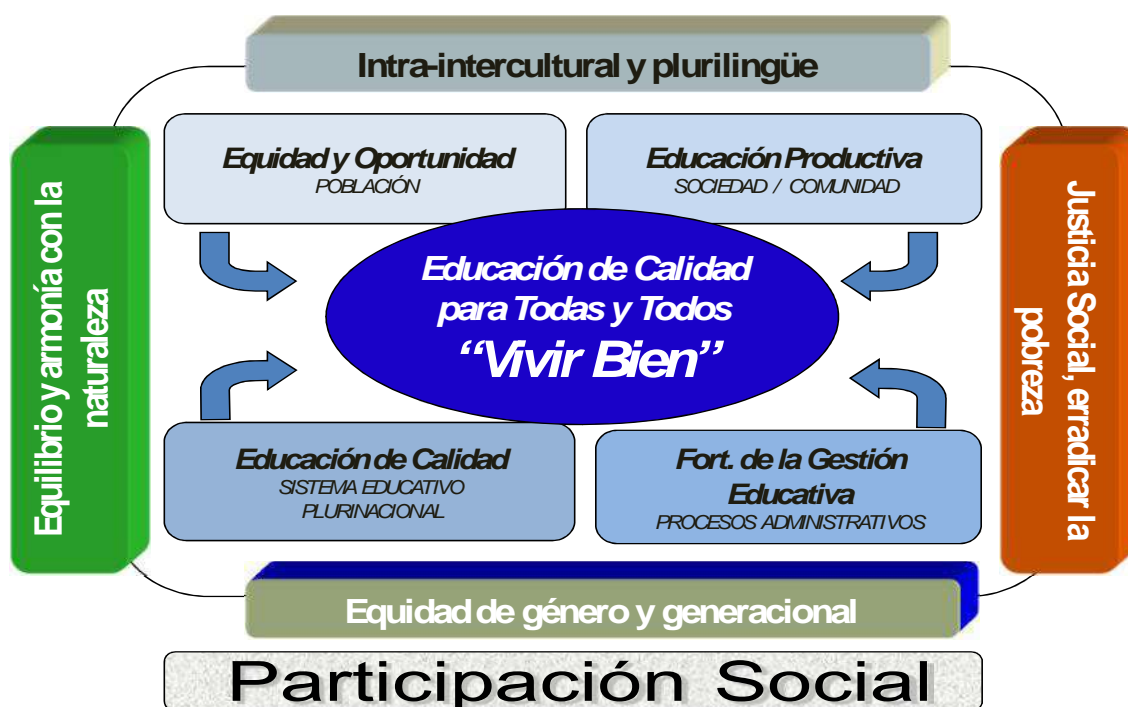 Intra-intercultural y plurilingüe
Equilibrio y armonía con la
naturaleza
Equidad y Oportunidad
POBLACIÓN
Educación Productiva
SOCIEDAD / COMUNIDAD
Educación de Calidad
para Todas y Todos
“Vivir Bien”
Educación de Calidad
SISTEMA EDUCATIVO
PLURINACIONAL
Fort. de la Gestión
Educativa
PROCESOS ADMINISTRATIVOS
Justicia Social, erradicar la
pobreza
Equidad de género y generacional
Participación Social